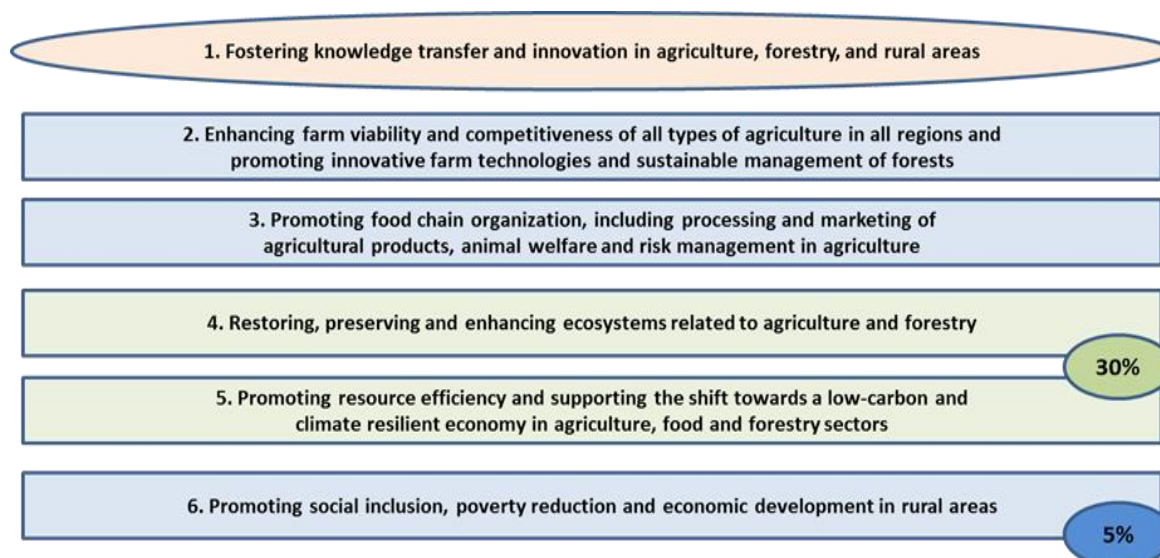 1. Fostering knowledge transfer and innovation in agriculture, forestry, and rural areas
2. Enhancing farm viability and competitiveness of all types of agriculture in all regions and
promoting innovative farm technologies and sustainable management of forests
3. Promoting food chain organization, including processing and marketing of
agricultural products, animal welfare and risk management in agriculture
4. Restoring, preserving and enhancing ecosystems related to agriculture and forestry
30%
5. Promoting resource efficiency and supporting the shift towards a low-carbon and
climate resilient economy in agriculture, food and forestry sectors
6. Promoting social inclusion, poverty reduction and economic development in rural areas
5%